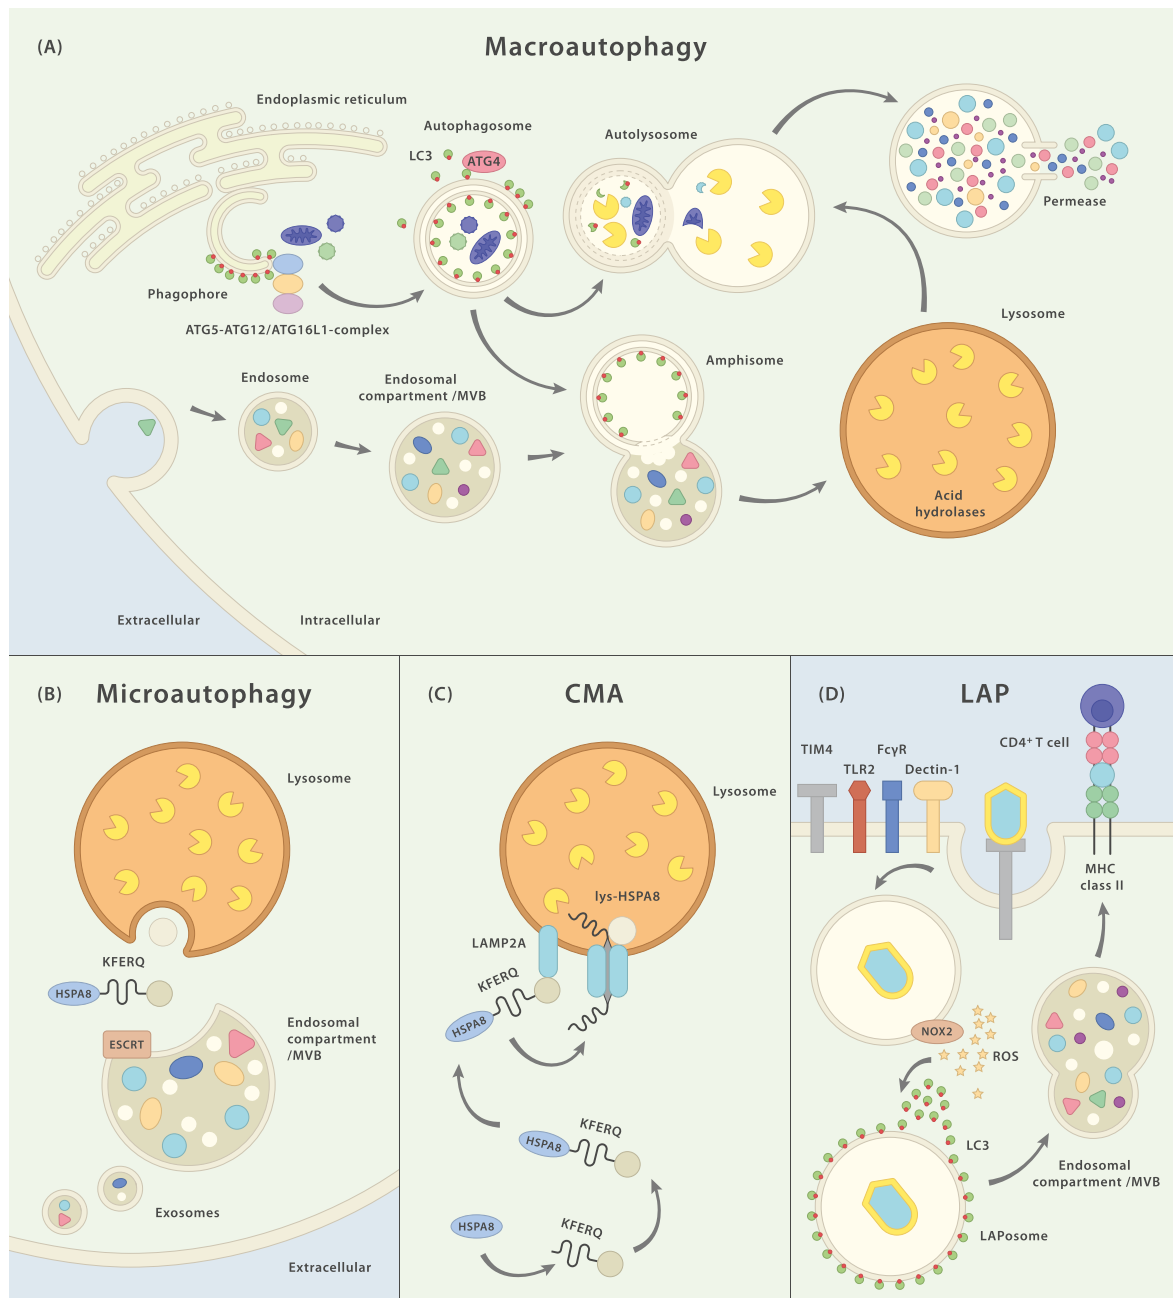 (A)
Macroautophagy
Endoplasmic reticulum
Autophagosome
LC3
ATG4
Autolysosome
Permease
Phagophore
ATG5-ATG12/ATG16L1-complex
Lysosome
Endosome
Endosomal
compartment /MVB
Amphisome
Acid
hydrolases
Extracellular
Intracellular
(B)
Microautophagy
Lysosome
KFERQ
HSPA8
ESCRT
Endosomal
compartment
/MVB
Exosomes
Extracellular
(C)
CMA
Lysosome
lys-HSPA8
LAMP2A
KFERQ
HSPA8
KFERQ
HSPA8
HSPA8
KFERQ
(D)
LAP
TIM4
TLR2
FcγR
Dectin-1
CD4⁺ T cell
MHC
class II
NOX2
ROS
LC3
Endosomal
compartment /MVB
LAPosome